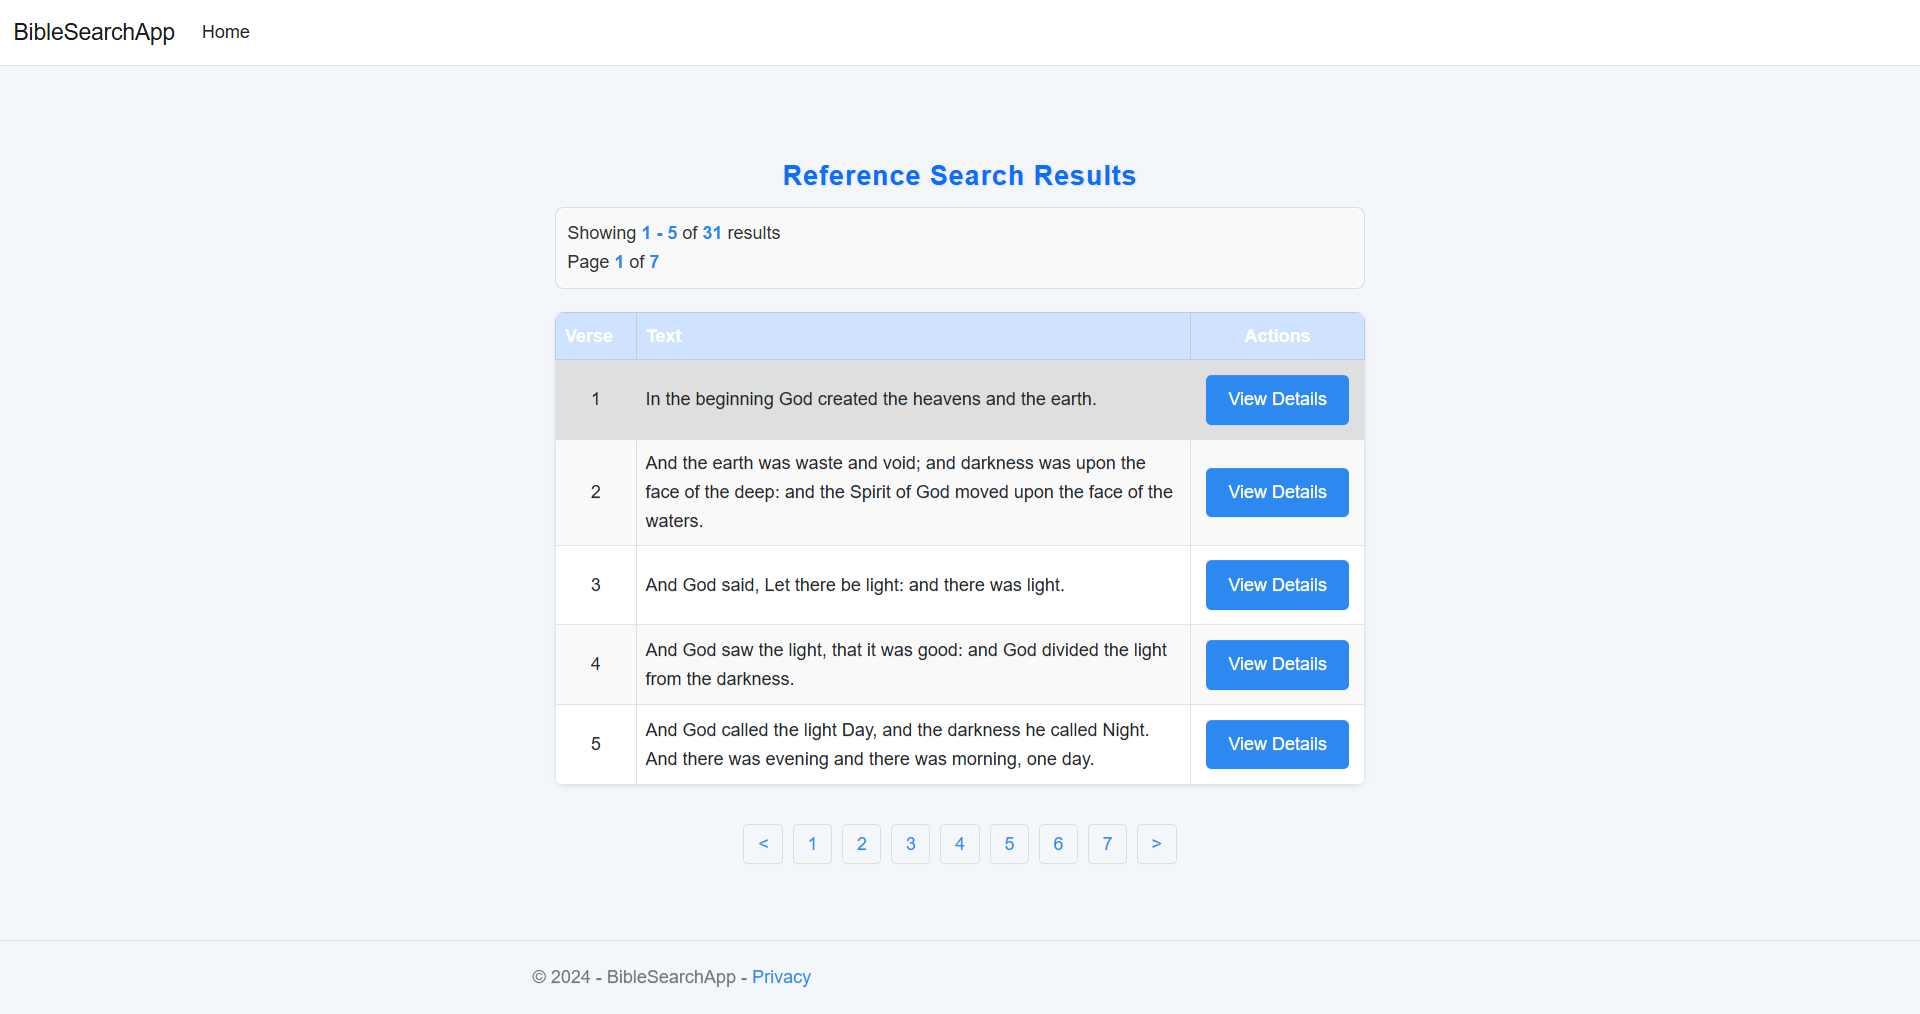 BibleSearchApp Home
Reference Search Results
Showing 1 - 5 of 31 results
Page 1 of 7
Verse Text Actions
1 In the beginning God created the heavens and the earth. View Details
And the earth was waste and void; and darkness was upon the
2 face of the deep: and the Spirit of God moved upon the face of the View Details
waters.
3 And God said, Let there be light: and there was light. View Details
And God saw the light, that it was good: and God divided the light
4 View Details
from the darkness.
And God called the light Day, and the darkness he called Night.
5 View Details
And there was evening and there was morning, one day.
< 1 2 3 4 5 6 7 >
© 2024 - BibleSearchApp - Privacy